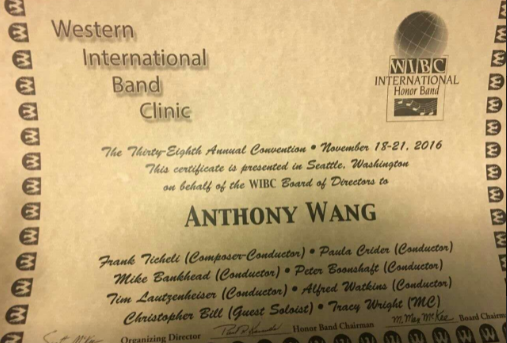 Western
International
Band
Clinic
WIBC
INTERNATIONAL
Honor Band
The Thirty-Eighth Annual Convention • November 18-21, 2016
This certificate is presented in Seattle, Washington
on behalf of the WIBC Board of Directors to
ANTHONY WANG
Frank Ticheli (Composer-Conductor) • Paula Crider (Conductor)
Mike Bankhead (Conductor) • Peter Boonshaft (Conductor)
Tim Lautzenheiser (Conductor) • Alfred Watkins (Conductor)
Christopher Bill (Guest Soloist) • Tracy Wright (MC)
Organizing Director Honor Band Chairman Board Chairm